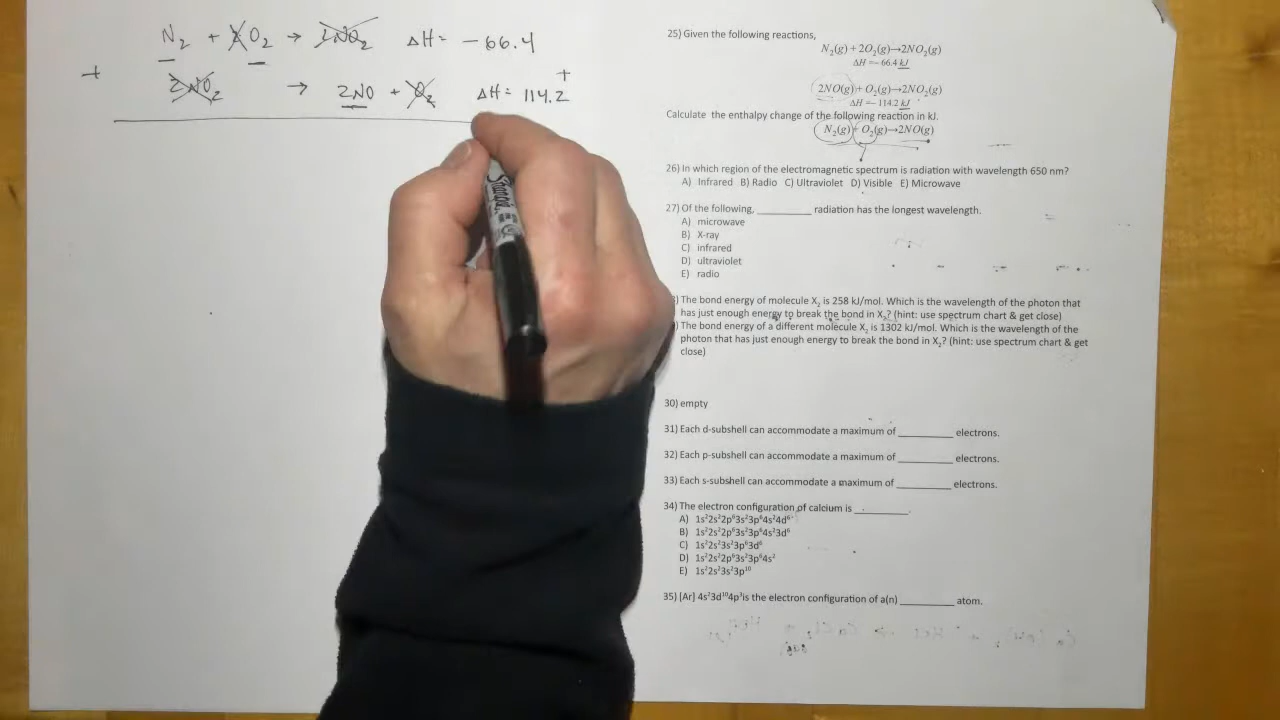 N₂ + 2O₂ → 2NO₂ ΔH = -66.4
+ 2NO₂ → 2NO + O₂ ΔH = +114.2
Sharpie
25) Given the following reactions,
N₂(g) + 2O₂(g)→2NO₂(g)
ΔH =− 66.4 kJ
2NO(g) + O₂(g)→2NO₂(g)
ΔH =− 114.2 kJ
Calculate the enthalpy change of the following reaction in kJ.
N₂(g) + O₂(g)→2NO(g)
26) In which region of the electromagnetic spectrum is radiation with wavelength 650 nm?
A) Infrared B) Radio C) Ultraviolet D) Visible E) Microwave
27) Of the following, ________ radiation has the longest wavelength.
A) microwave
B) X-ray
C) infrared
D) ultraviolet
E) radio
) The bond energy of molecule X₂ is 258 kJ/mol. Which is the wavelength of the photon that
has just enough energy to break the bond in X₂? (hint: use spectrum chart & get close)
) The bond energy of a different molecule X₂ is 1302 kJ/mol. Which is the wavelength of the
photon that has just enough energy to break the bond in X₂? (hint: use spectrum chart & get
close)
30) empty
31) Each d-subshell can accommodate a maximum of ________ electrons.
32) Each p-subshell can accommodate a maximum of ________ electrons.
33) Each s-subshell can accommodate a maximum of ________ electrons.
34) The electron configuration of calcium is ________.
A) 1s²2s²2p⁶3s²3p⁶4s²4d⁶
B) 1s²2s²2p⁶3s²3p⁶4s²3d⁶
C) 1s²2s²3s²3p⁶3d⁶
D) 1s²2s²2p⁶3s²3p⁶4s²
E) 1s²2s²3s²3p¹⁰
35) [Ar] 4s²3d¹⁰4p³is the electron configuration of a(n) ________ atom.